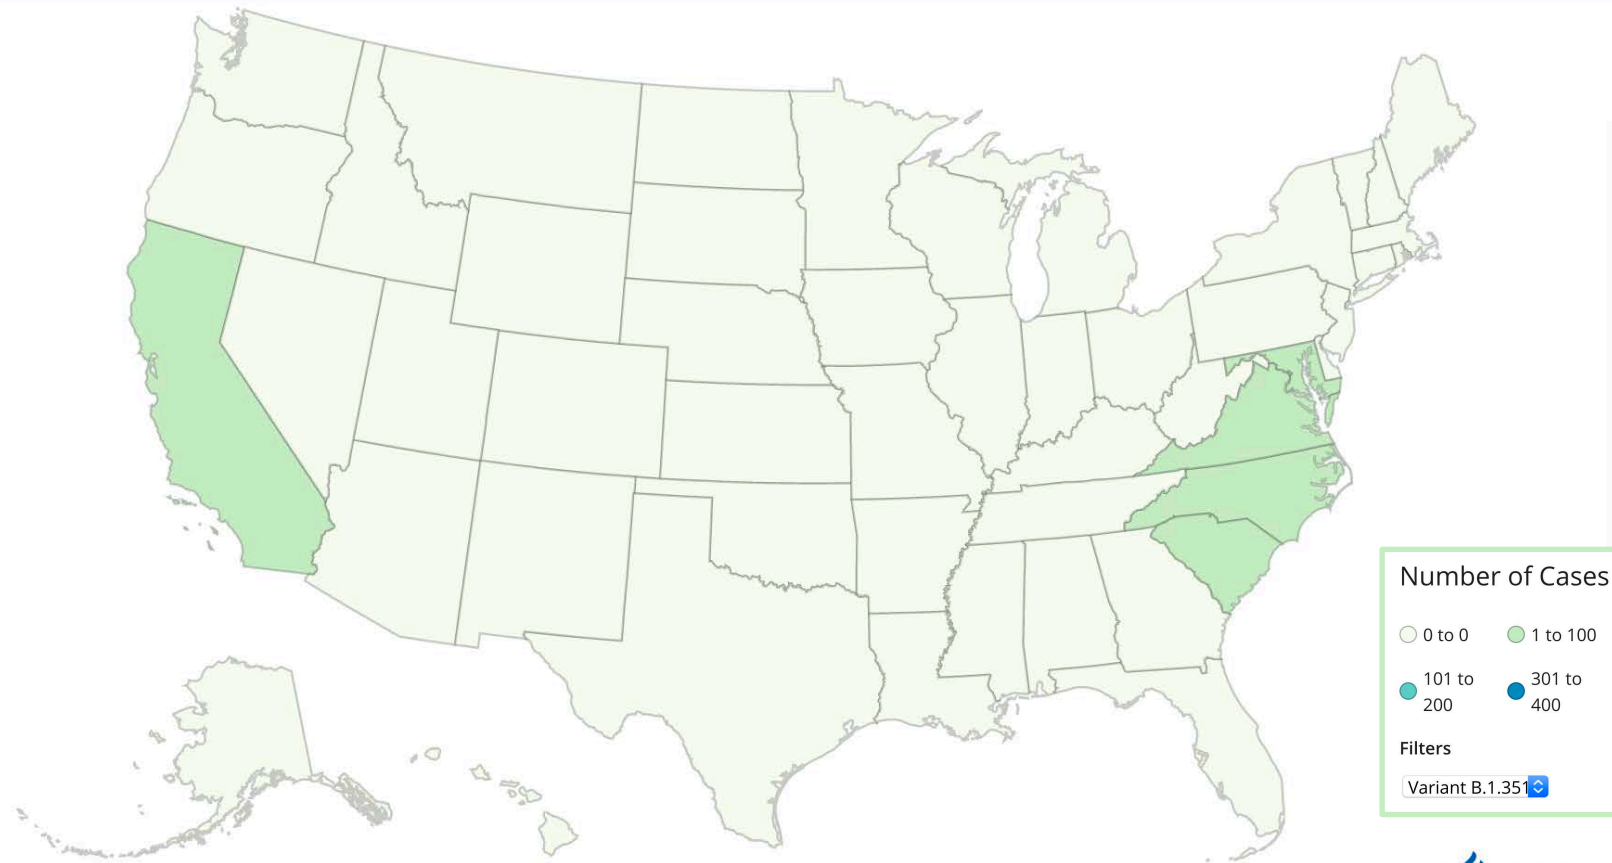 Number of Cases
0 to 0
1 to 100
101 to
200
301 to
400
Filters
Variant B.1.351